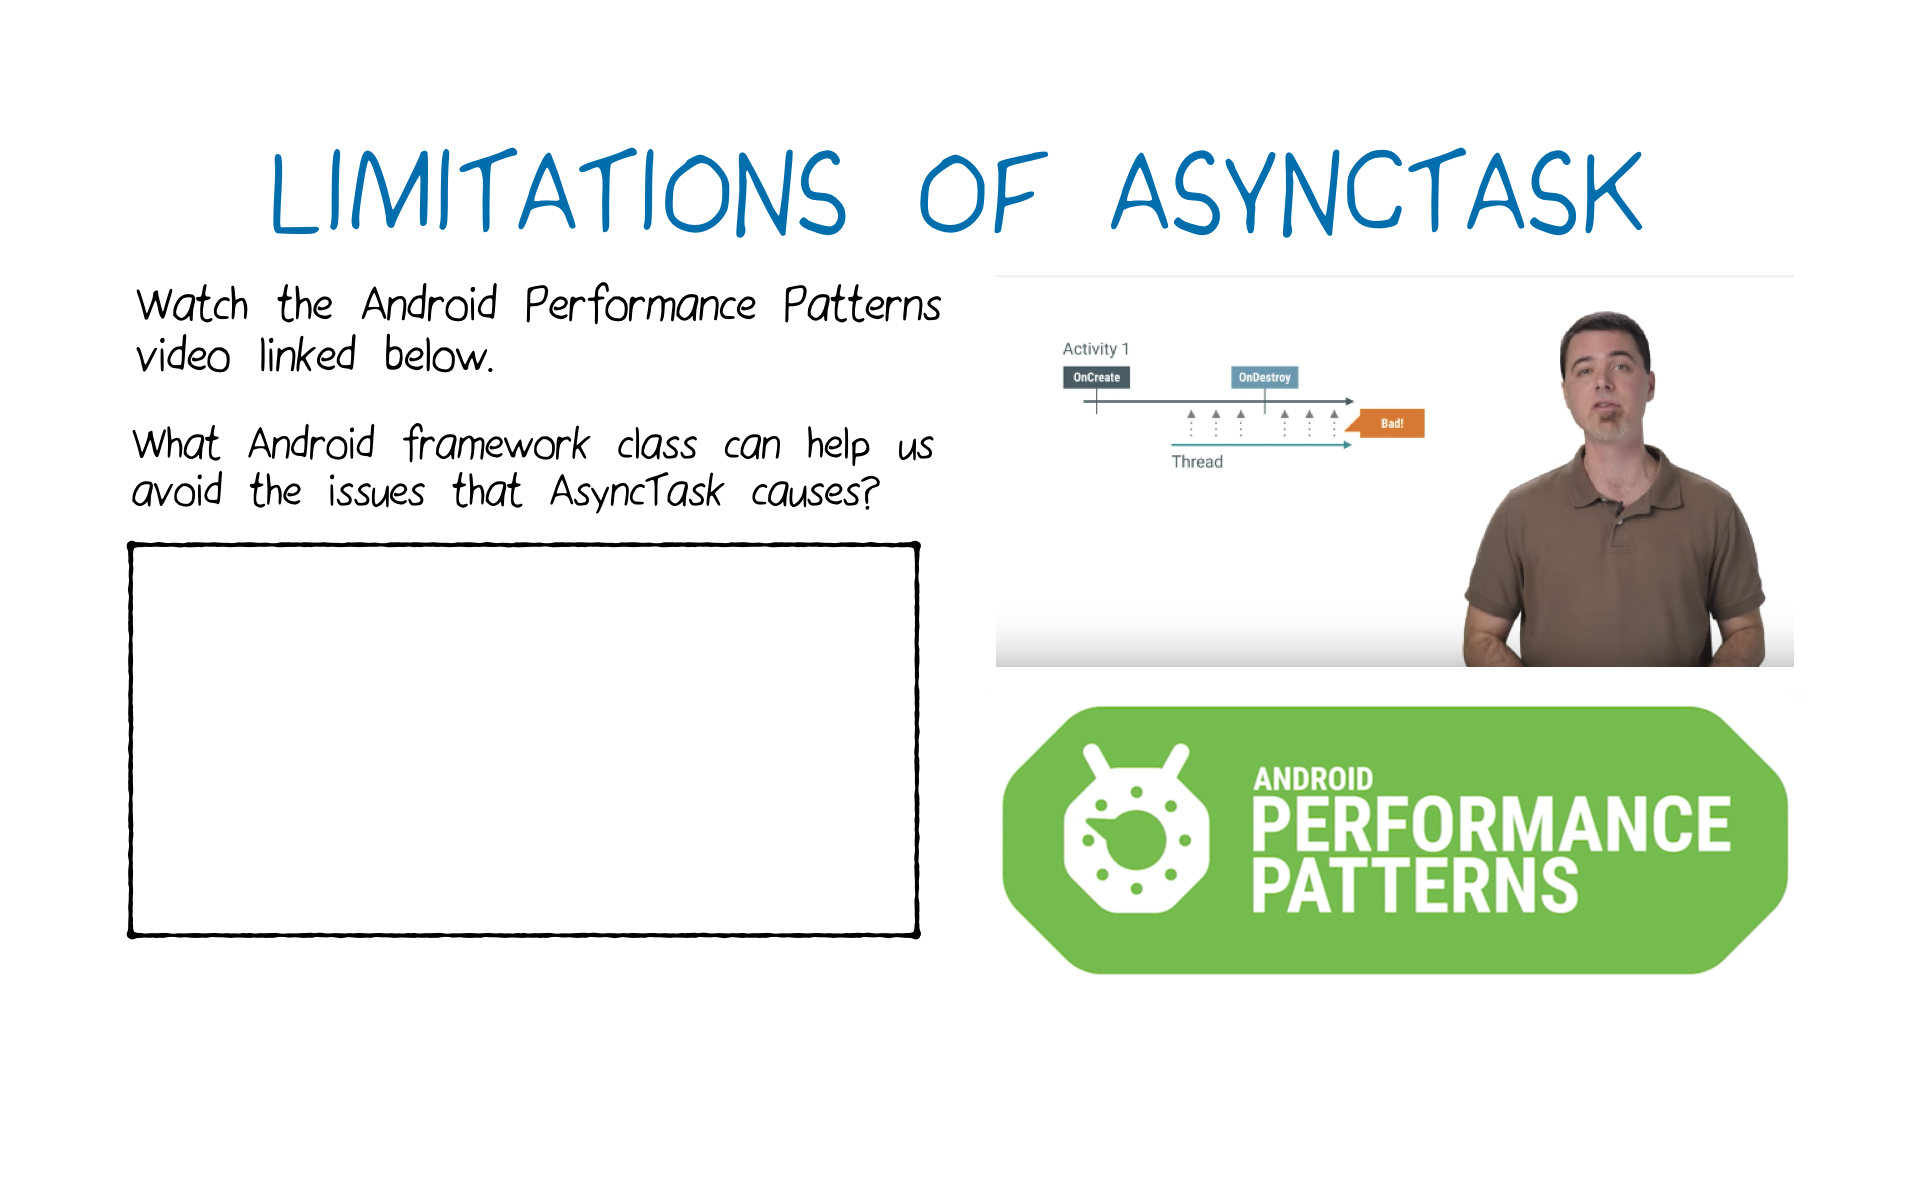 LIMITATIONS OF ASYNCTASK
Watch the Android Performance Patterns
video linked below.
What Android framework class can help us
avoid the issues that AsyncTask causes?
Activity 1
OnCreate
OnDestroy
Bad!
Thread
ANDROID
PERFORMANCE
PATTERNS